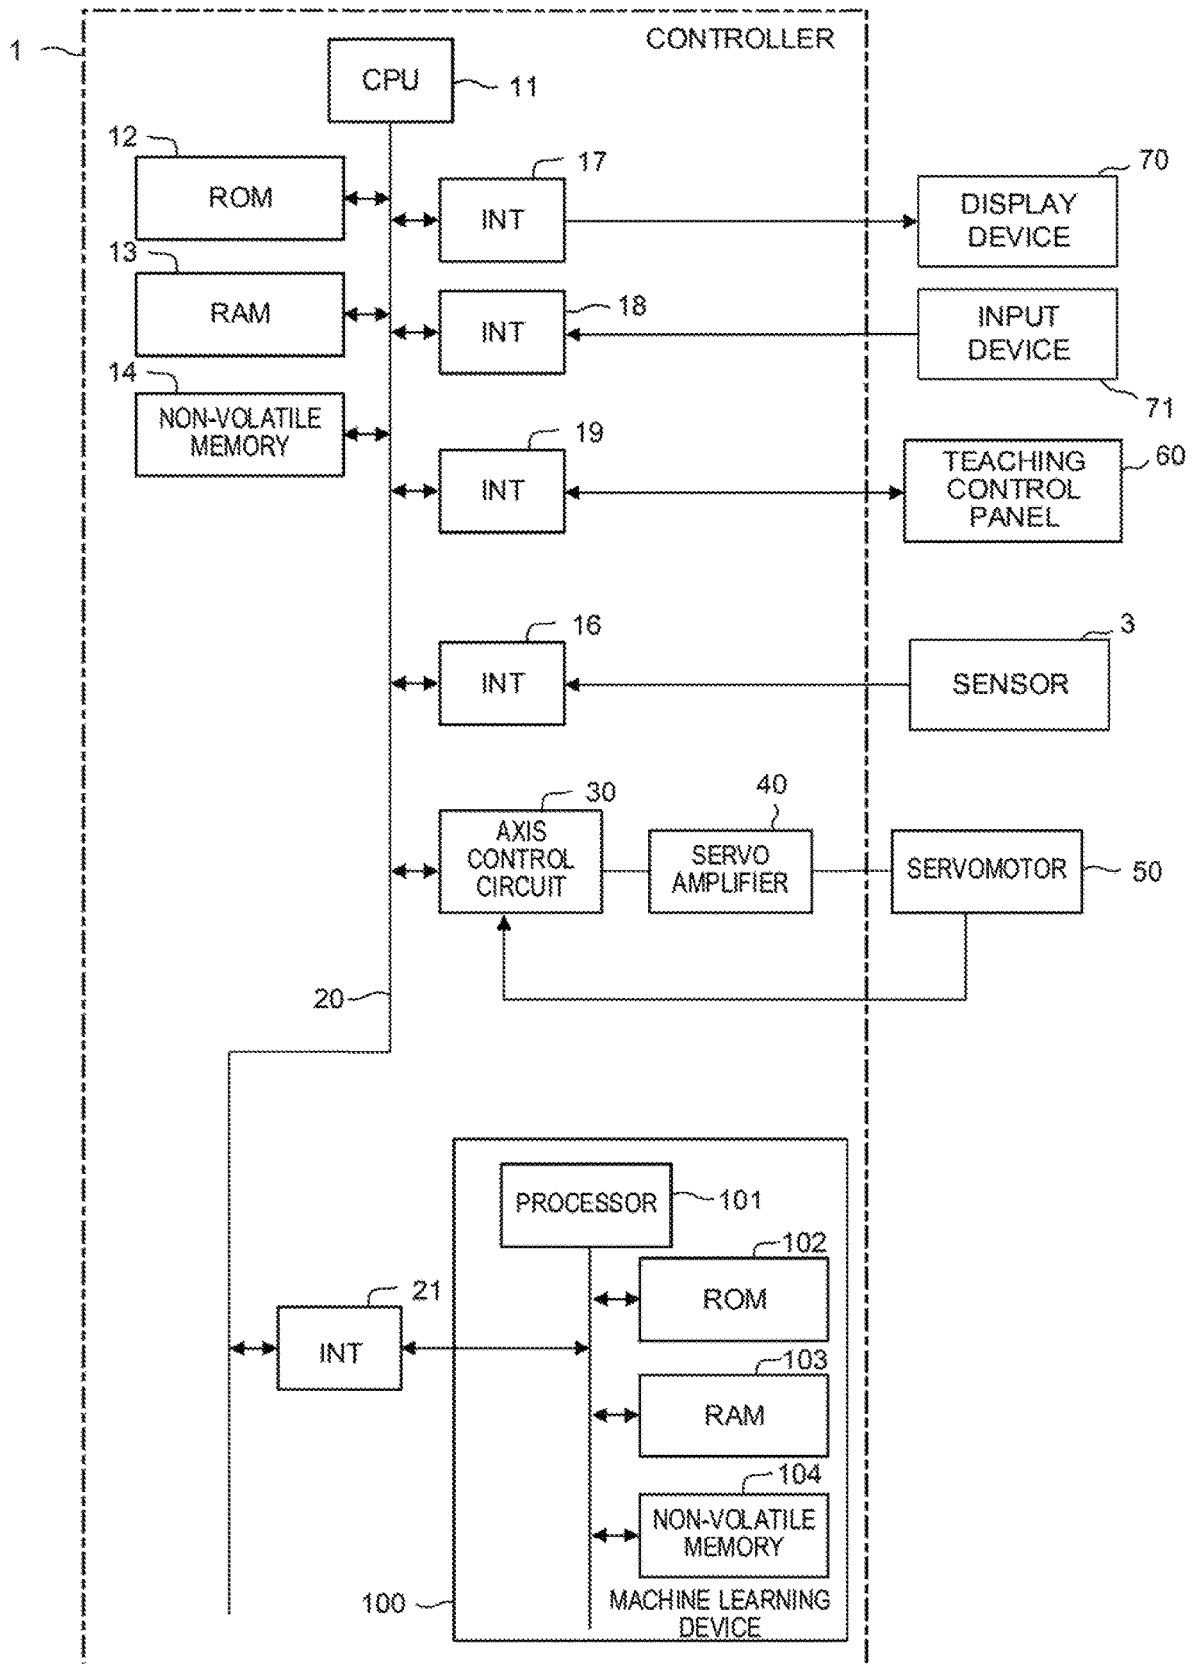 1
CONTROLLER
CPU
11
12
ROM
17
INT
70
DISPLAY
DEVICE
13
RAM
18
INT
INPUT
DEVICE
71
14
NON-VOLATILE
MEMORY
19
INT
60
TEACHING
CONTROL
PANEL
16
INT
3
SENSOR
30
AXIS
CONTROL
CIRCUIT
40
SERVO
AMPLIFIER
SERVOMOTOR
50
20
PROCESSOR
101
102
ROM
21
INT
103
RAM
104
NON-VOLATILE
MEMORY
100
MACHINE LEARNING
DEVICE